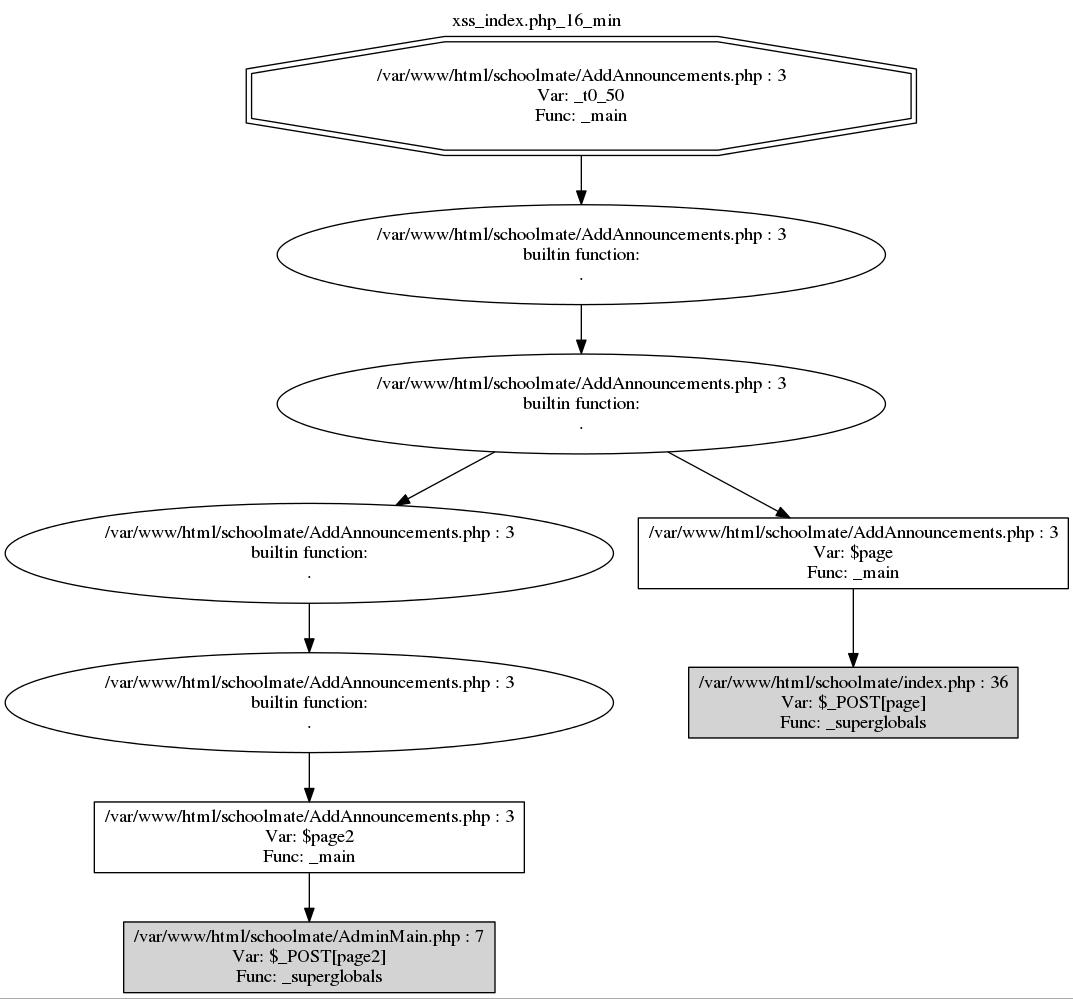 xss_index.php_16_min
/var/www/html/schoolmate/AddAnnouncements.php : 3
Var: _t0_50
Func: _main
/var/www/html/schoolmate/AddAnnouncements.php : 3
builtin function:
.
/var/www/html/schoolmate/AddAnnouncements.php : 3
builtin function:
.
/var/www/html/schoolmate/AddAnnouncements.php : 3
builtin function:
.
/var/www/html/schoolmate/AddAnnouncements.php : 3
Var: $page
Func: _main
/var/www/html/schoolmate/AddAnnouncements.php : 3
builtin function:
.
/var/www/html/schoolmate/index.php : 36
Var: $_POST[page]
Func: _superglobals
/var/www/html/schoolmate/AddAnnouncements.php : 3
Var: $page2
Func: _main
/var/www/html/schoolmate/AdminMain.php : 7
Var: $_POST[page2]
Func: _superglobals